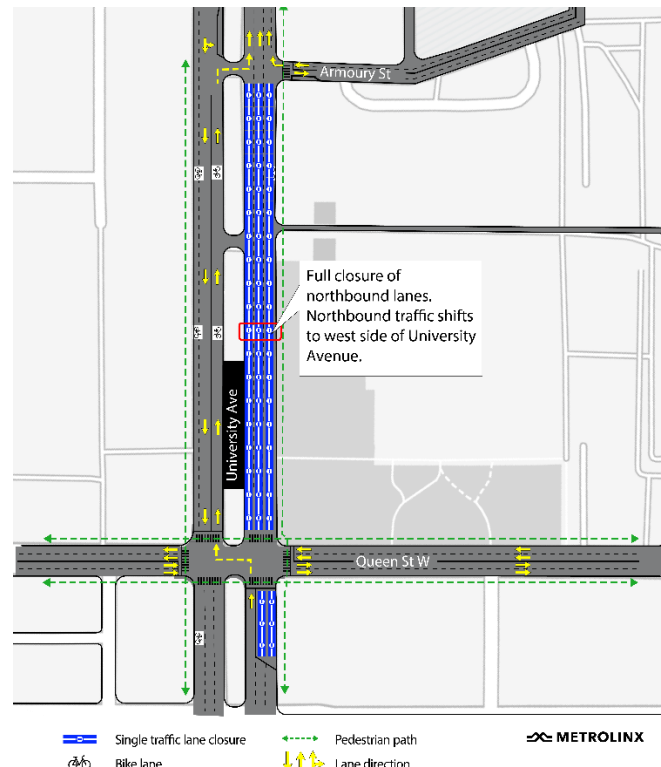 Armoury St
Full closure of
northbound lanes.
Northbound traffic shifts
to west side of University
Avenue.
University Ave
Queen St W
Single traffic lane closure
Pedestrian path
METROLINX
Bike lane
Lane direction